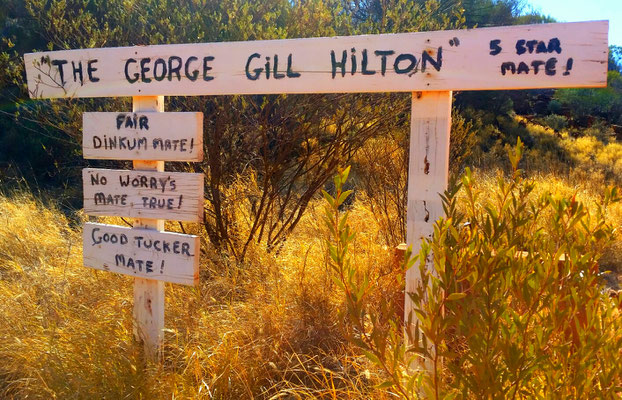 "THE GEORGE GILL HILTON" 5 STAR
MATE!
FAIR
DINKUM MATE!
NO WORRY'S
MATE, TRUE!
GOOD TUCKER
MATE!